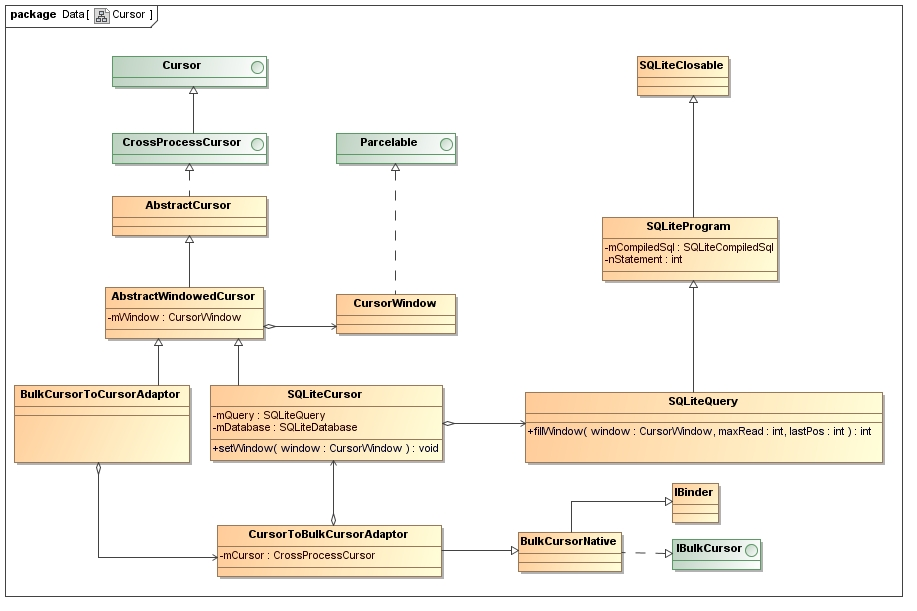 package Data [ Cursor ]
Cursor
SQLiteClosable
CrossProcessCursor
Parcelable
AbstractCursor
SQLiteProgram
-mCompiledSql : SQLiteCompiledSql
-nStatement : int
AbstractWindowedCursor
-mWindow : CursorWindow
CursorWindow
BulkCursorToCursorAdaptor
SQLiteCursor
-mQuery : SQLiteQuery
-mDatabase : SQLiteDatabase
+setWindow( window : CursorWindow ) : void
SQLiteQuery
+fillWindow( window : CursorWindow, maxRead : int, lastPos : int ) : int
IBinder
CursorToBulkCursorAdaptor
-mCursor : CrossProcessCursor
BulkCursorNative
IBulkCursor